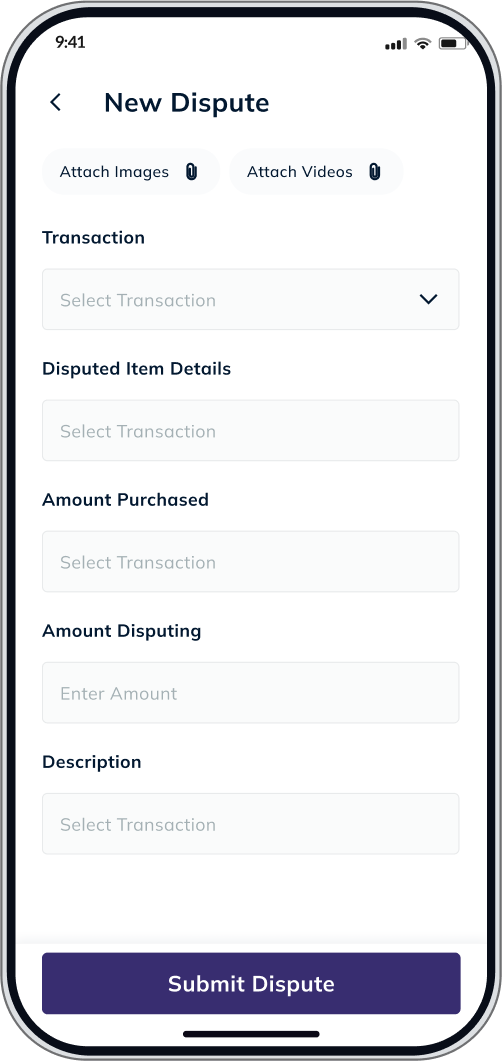 9:41
New Dispute
Attach Images
Attach Videos
Transaction
Select Transaction
Disputed Item Details
Select Transaction
Amount Purchased
Select Transaction
Amount Disputing
Enter Amount
Description
Select Transaction
Submit Dispute